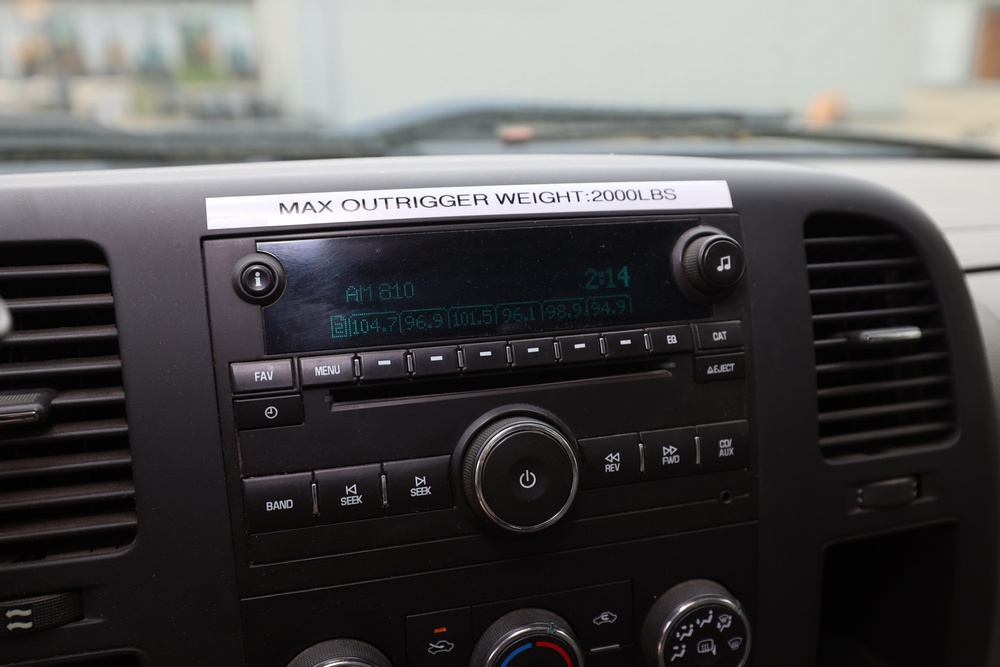 MAX OUTRIGGER WEIGHT:2000LBS
i
AM 810 2:14
2 104.7 96.9 101.5 96.1 98.9 94.9
FAV MENU EQ CAT
EJECT
BAND SEEK SEEK REV FWD CD/AUX